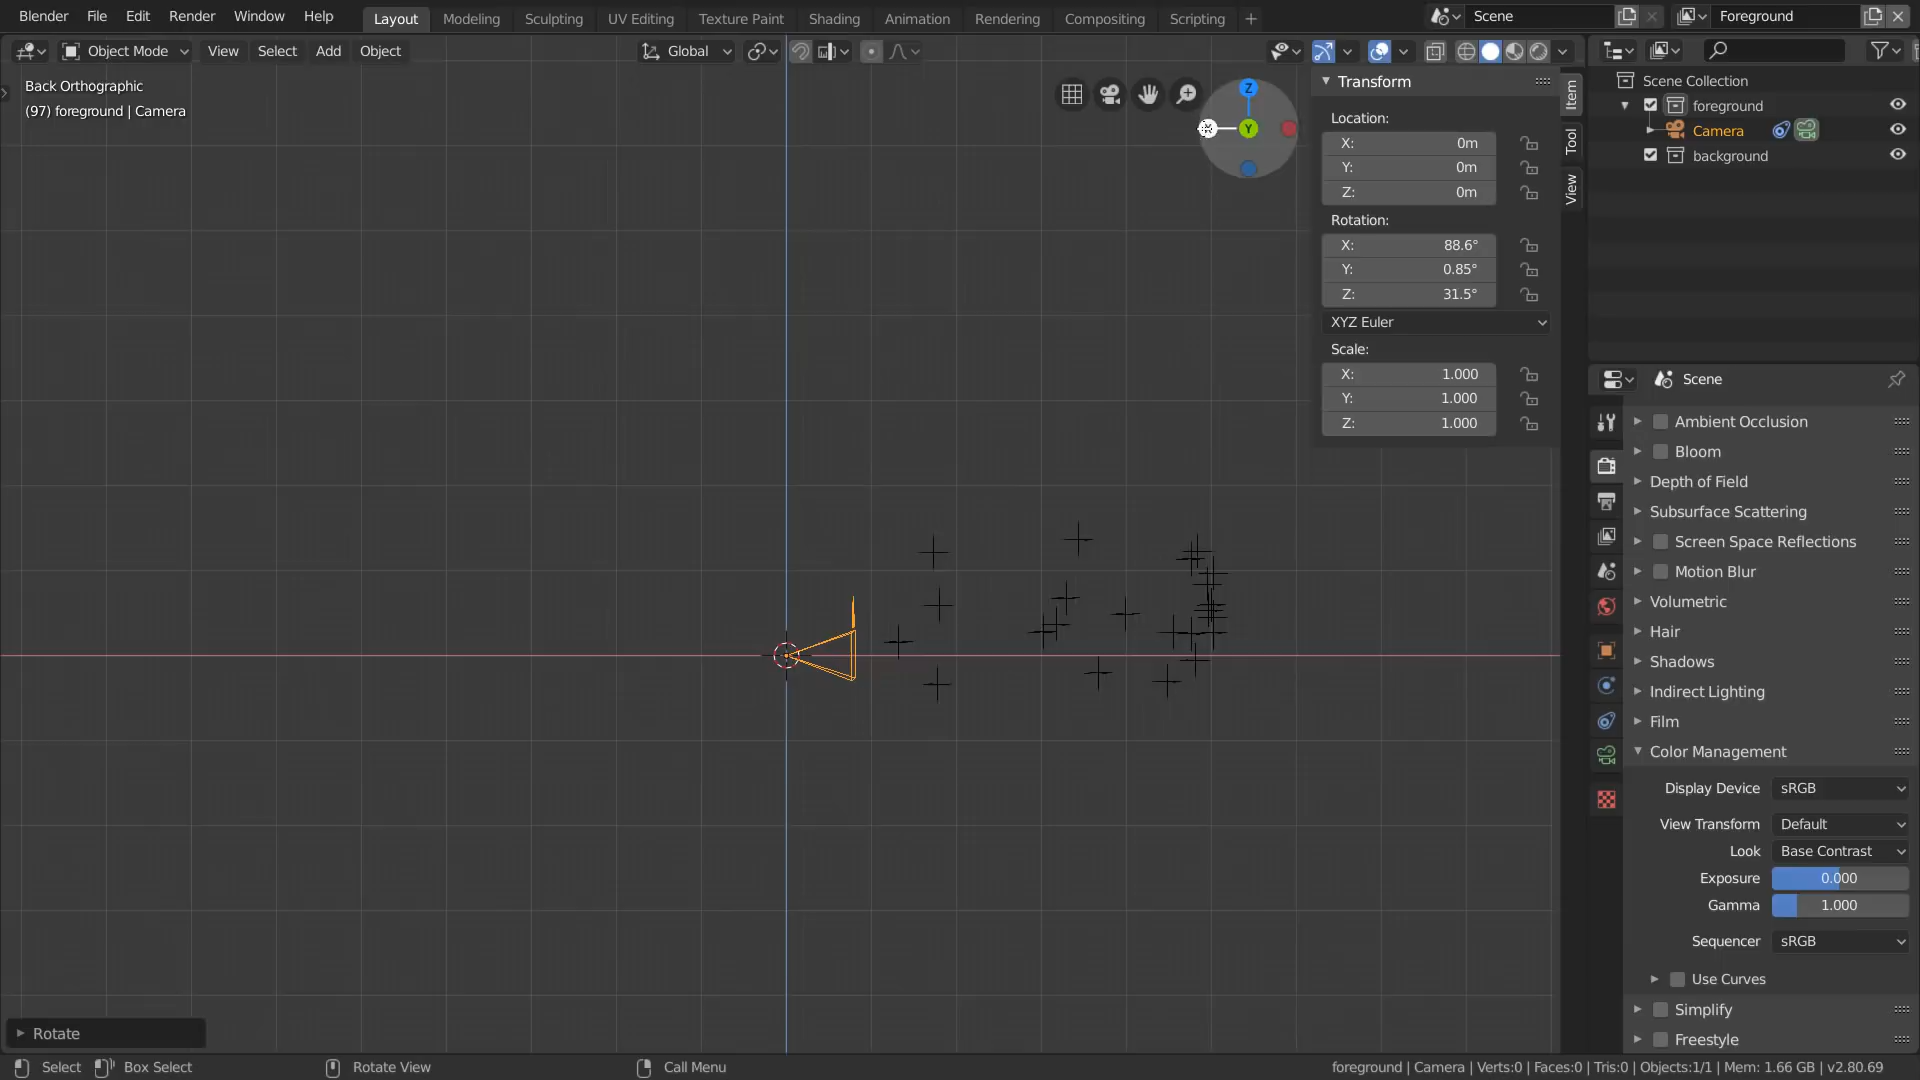 Blender File Edit Render Window Help Layout Modeling Sculpting UV Editing Texture Paint Shading Animation Rendering Compositing Scripting + Scene Foreground
Object Mode View Select Add Object Global
Back Orthographic
(97) foreground | Camera
Z
X
Y
Transform
Location:
X: 0m
Y: 0m
Z: 0m
Rotation:
X: 88.6°
Y: 0.85°
Z: 31.5°
XYZ Euler
Scale:
X: 1.000
Y: 1.000
Z: 1.000
Item
Tool
View
Scene Collection
foreground
Camera
background
Scene
Ambient Occlusion
Bloom
Depth of Field
Subsurface Scattering
Screen Space Reflections
Motion Blur
Volumetric
Hair
Shadows
Indirect Lighting
Film
Color Management
Display Device sRGB
View Transform Default
Look Base Contrast
Exposure 0.000
Gamma 1.000
Sequencer sRGB
Use Curves
Simplify
Freestyle
Rotate
Select Box Select Rotate View Call Menu foreground | Camera | Verts:0 | Faces:0 | Tris:0 | Objects:1/1 | Mem: 1.66 GB | v2.80.69